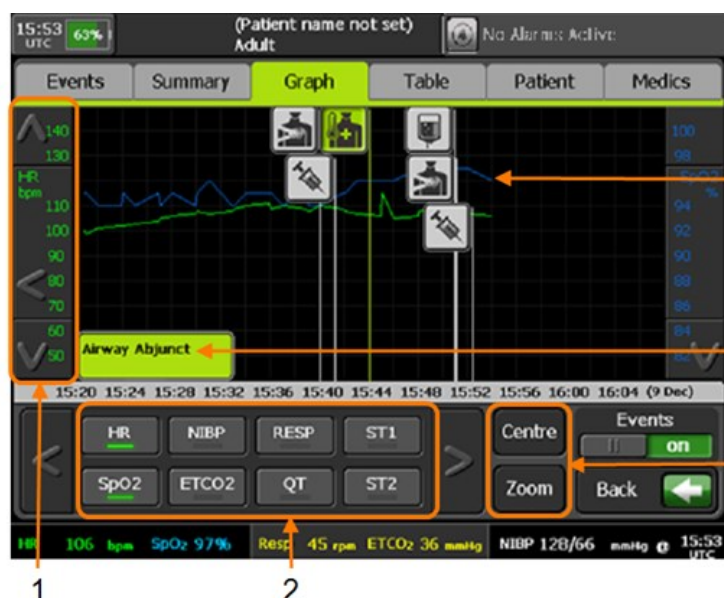 15:53
UTC
63%
(Patient name not set)
Adult
No Alarms Active
Events Summary Graph Table Patient Medics
140
130
HR
bpm
110
100
90
80
70
60
50
100
98
SpO2
%
94
92
90
88
86
84
82
Airway Abjunct
15:20 15:24 15:28 15:32 15:36 15:40 15:44 15:48 15:52 15:56 16:00 16:04 (9 Dec)
HR NIBP RESP ST1
SpO2 ETCO2 QT ST2
Centre
Zoom
Events
on
Back
HR 106 bpm SpO2 97% Resp 45 rpm ETCO2 36 mmHg NIBP 128/66 mmHg @ 15:53
UTC
1 2